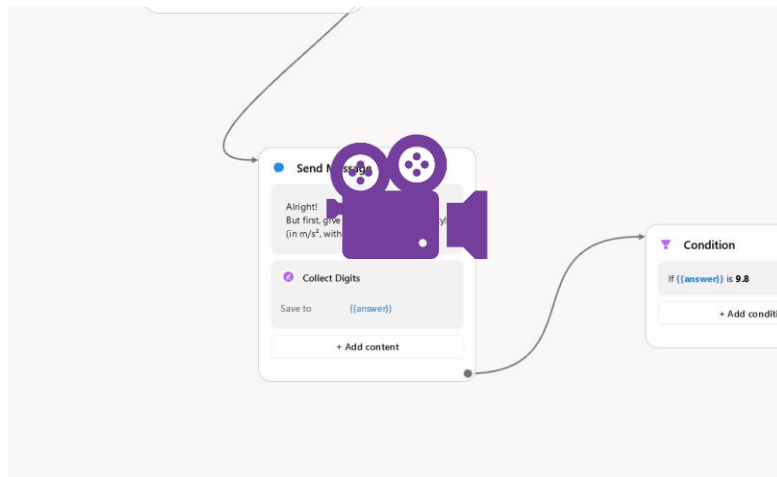 Send Message
Alright!
But first, give
(in m/s², with
Collect Digits
Save to {{answer}}
+ Add content
Condition
If {{answer}} is 9.8
+ Add